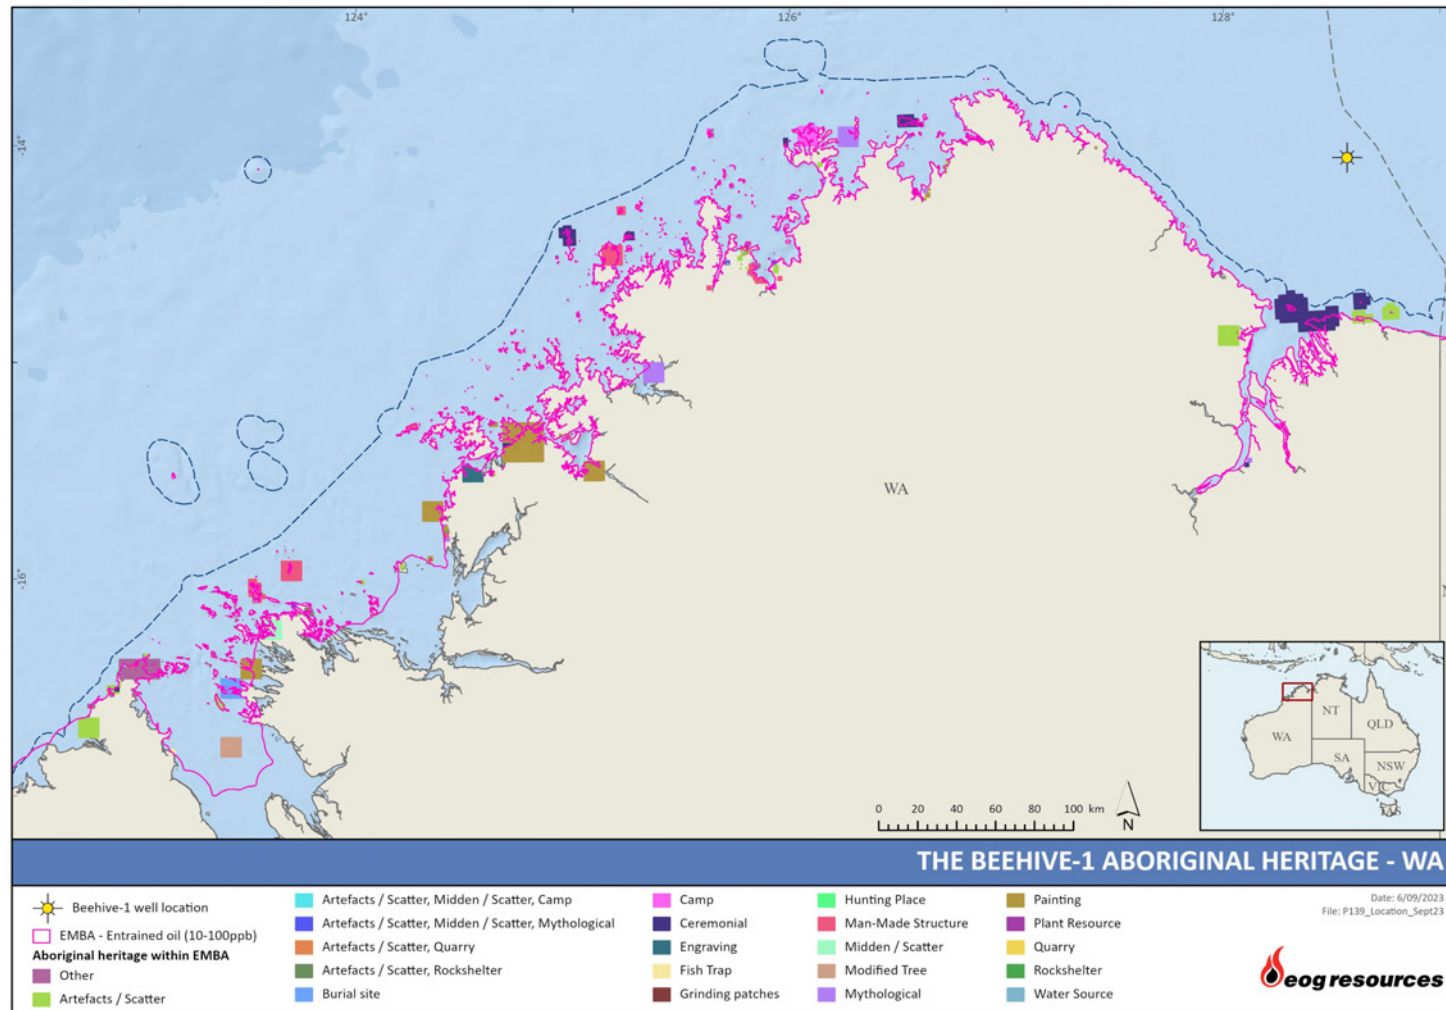 124°
126°
128°
-14°
-16°
WA
0 20 40 60 80 100 km
N
NT
QLD
WA
SA
NSW
VIC
TAS
THE BEEHIVE-1 ABORIGINAL HERITAGE - WA
Beehive-1 well location
EMBA - Entrained oil (10-100ppb)
Aboriginal heritage within EMBA
Other
Artefacts / Scatter
Artefacts / Scatter, Midden / Scatter, Camp
Artefacts / Scatter, Midden / Scatter, Mythological
Artefacts / Scatter, Quarry
Artefacts / Scatter, Rockshelter
Burial site
Camp
Ceremonial
Engraving
Fish Trap
Grinding patches
Hunting Place
Man-Made Structure
Midden / Scatter
Modified Tree
Mythological
Painting
Plant Resource
Quarry
Rockshelter
Water Source
Date: 6/09/2023
File: P139_Location_Sept23
eog resources